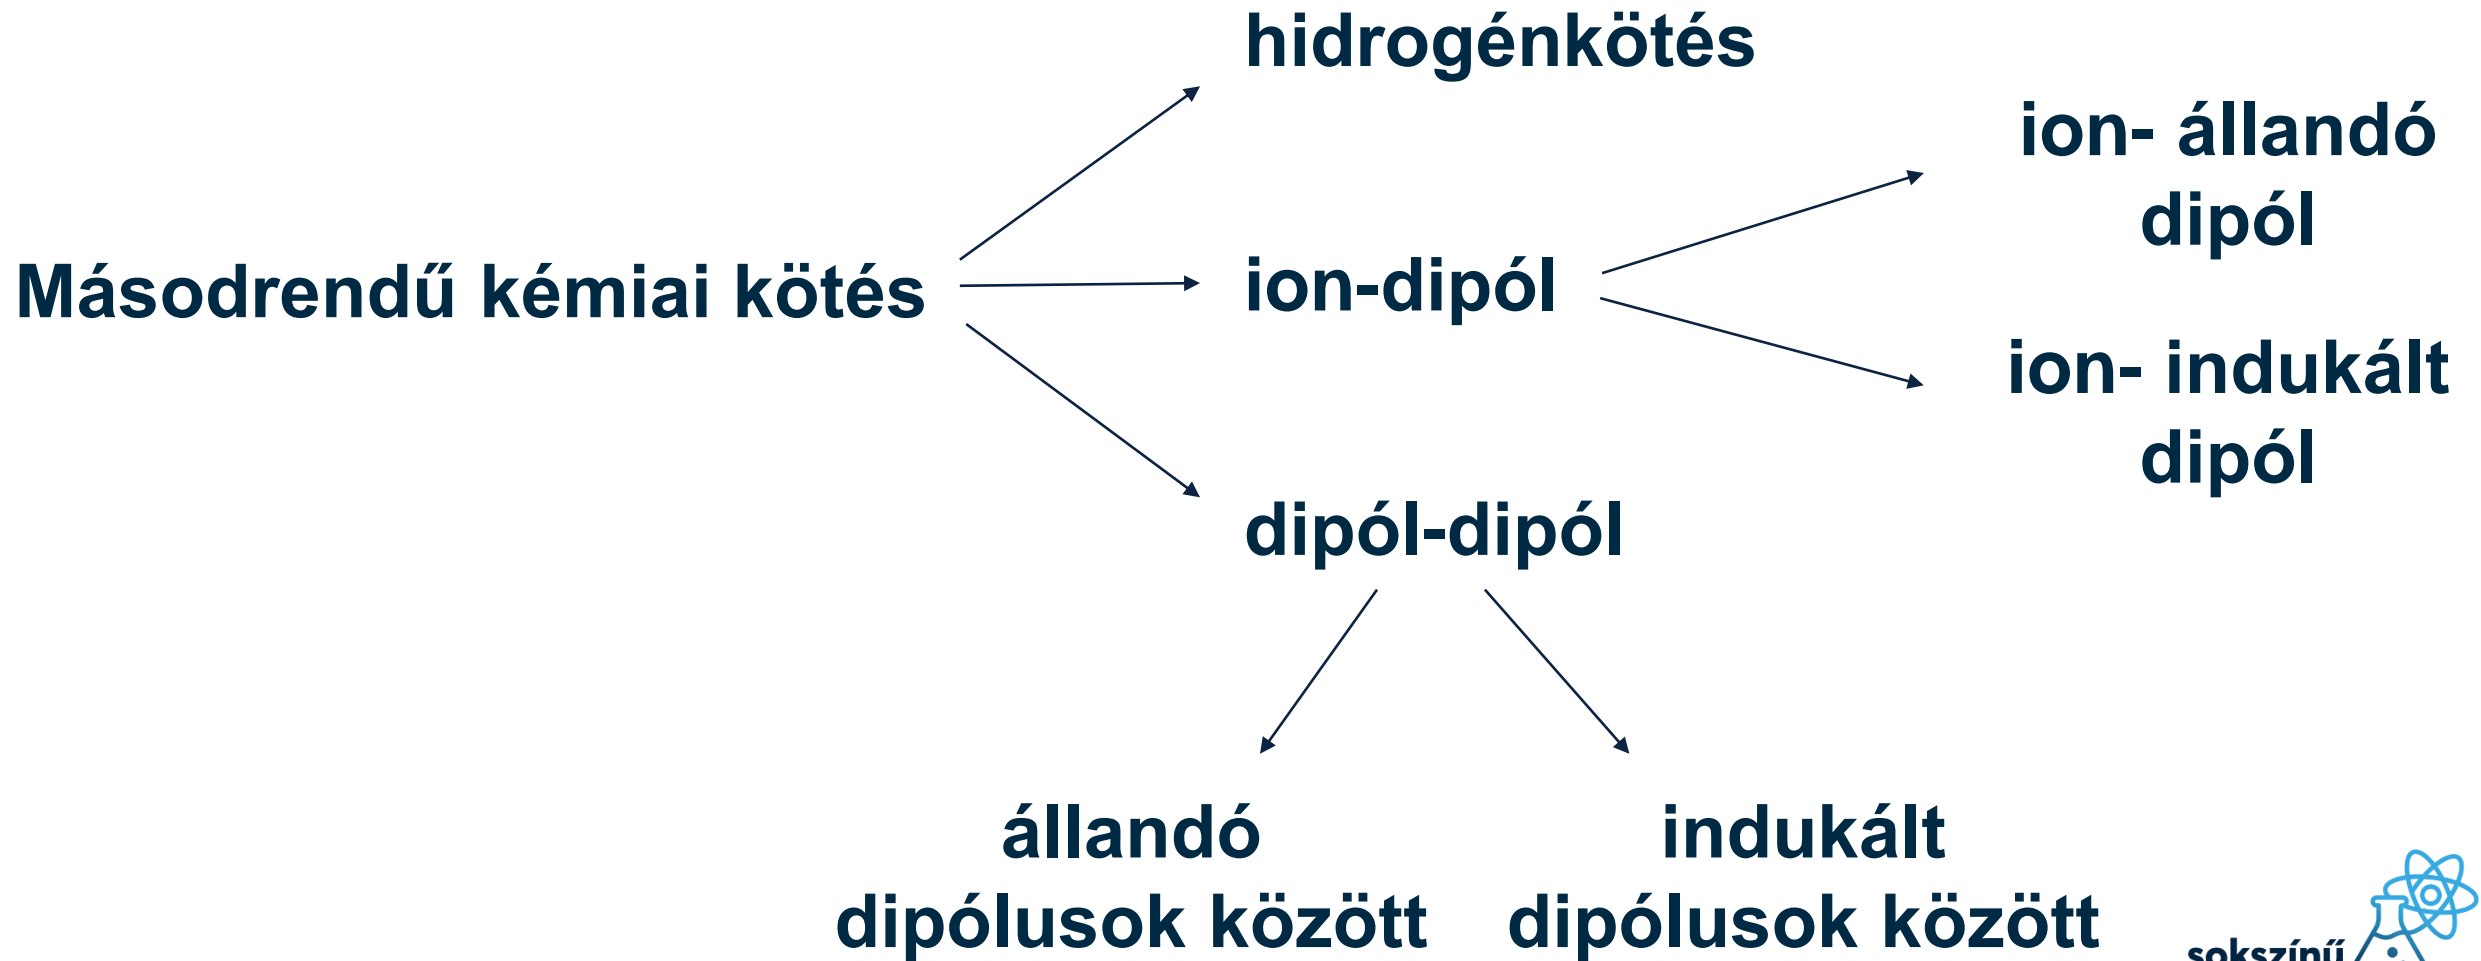 hidrogénkötés
ion- állandó
dipól
Másodrendű kémiai kötés
ion-dipól
ion- indukált
dipól
dipól-dipól
állandó
dipólusok között
indukált
dipólusok között
sokszínű